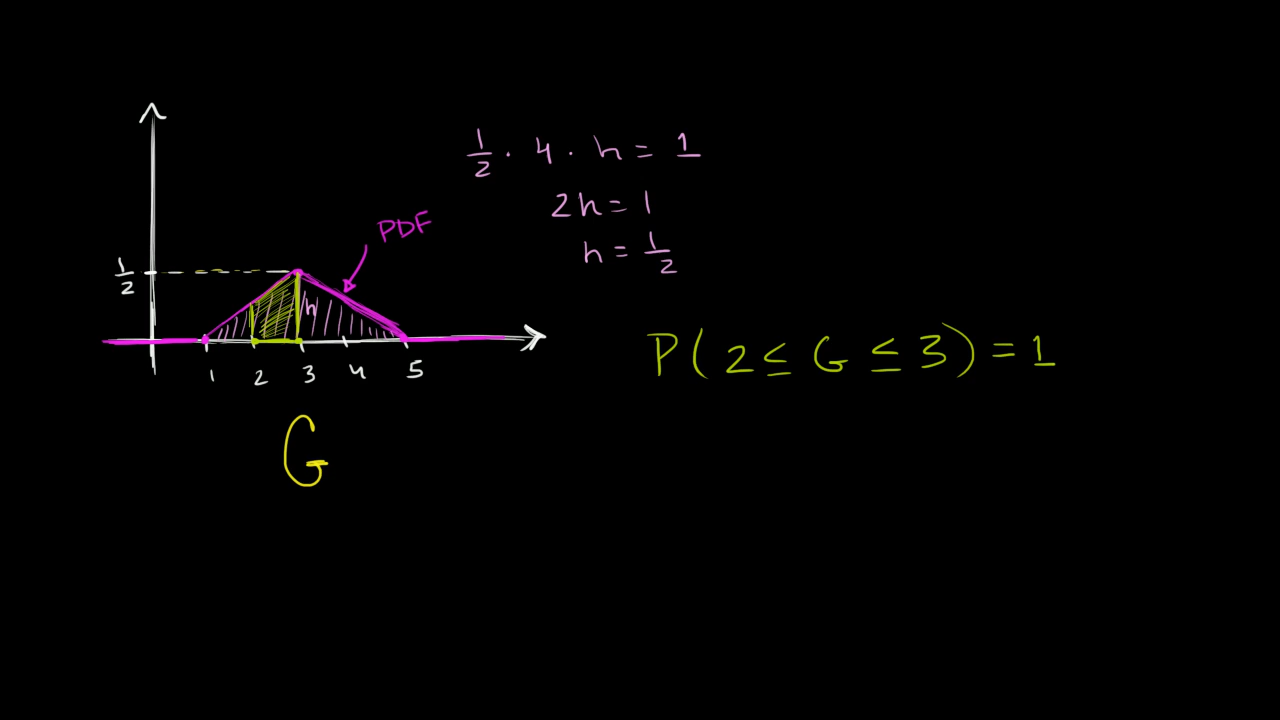 1/2 · 4 · h = 1
2h = 1
h = 1/2
PDF
1/2
h
P(2 ≤ G ≤ 3) = 1
1 2 3 4 5
G